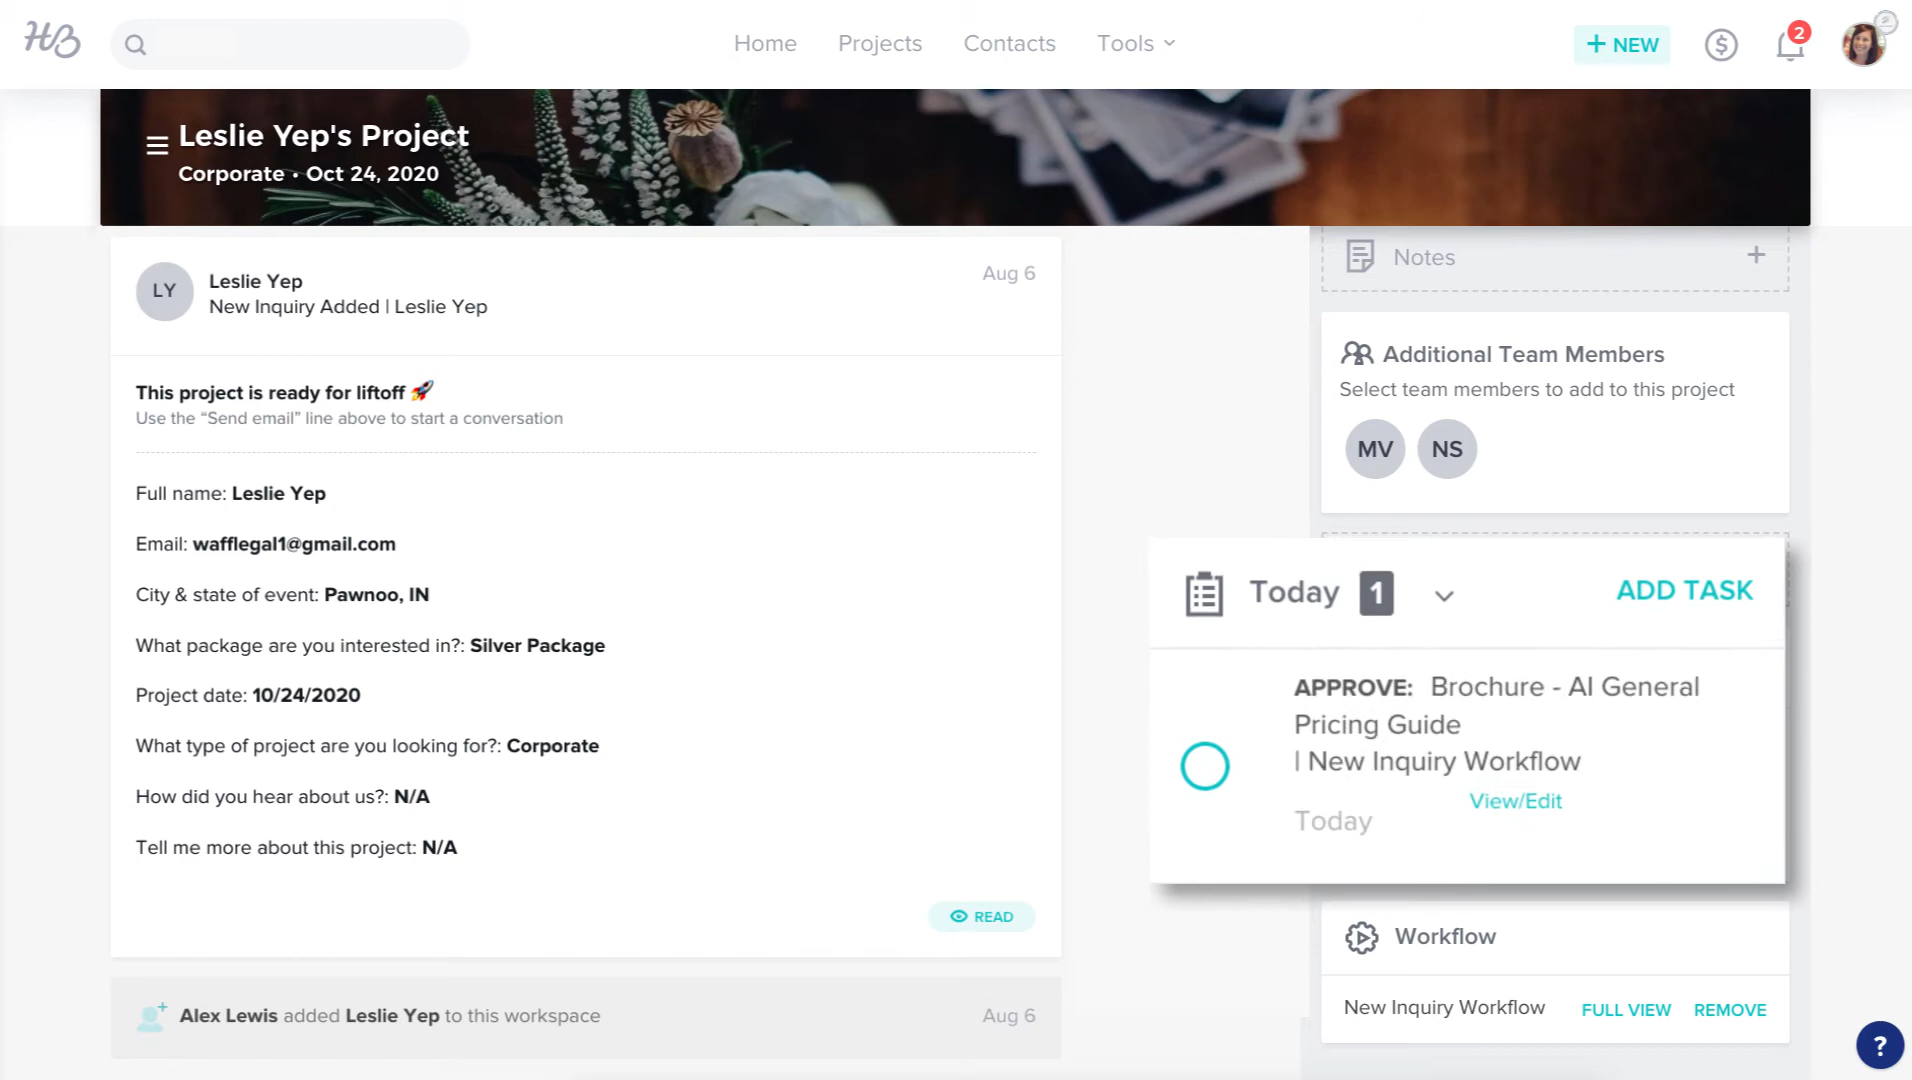 HB
Home
Projects
Contacts
Tools
+ NEW
$
2
Leslie Yep's Project
Corporate • Oct 24, 2020
LY
Leslie Yep
New Inquiry Added | Leslie Yep
Aug 6
This project is ready for liftoff 🚀
Use the “Send email” line above to start a conversation
Full name: Leslie Yep
Email: wafflegal1@gmail.com
City & state of event: Pawnoo, IN
What package are you interested in?: Silver Package
Project date: 10/24/2020
What type of project are you looking for?: Corporate
How did you hear about us?: N/A
Tell me more about this project: N/A
READ
Alex Lewis added Leslie Yep to this workspace
Aug 6
Notes
+
Additional Team Members
Select team members to add to this project
MV
NS
Today 1
ADD TASK
APPROVE: Brochure - AI General
Pricing Guide
| New Inquiry Workflow
View/Edit
Today
Workflow
New Inquiry Workflow
FULL VIEW
REMOVE
?